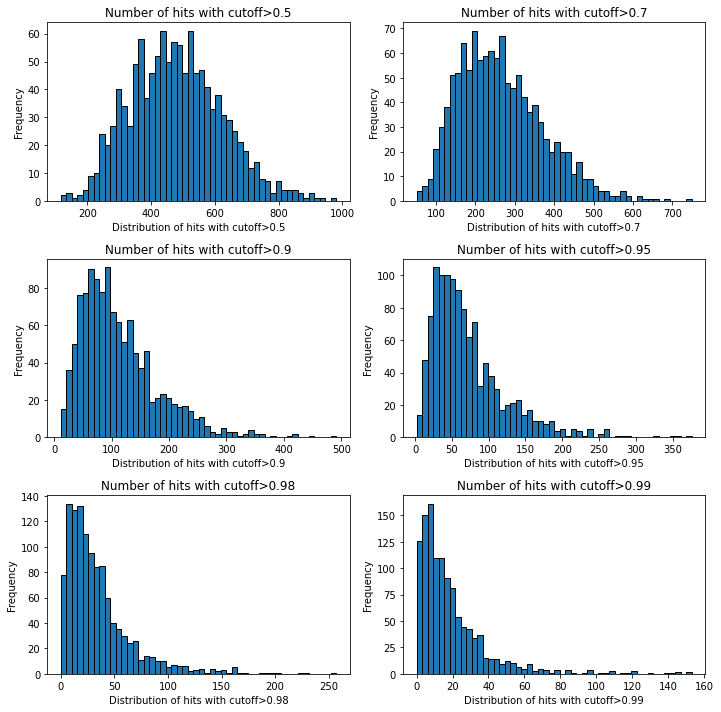 Number of hits with cutoff>0.5
60
50
40
30
20
10
0
Frequency
200 400 600 800 1000
Distribution of hits with cutoff>0.5
Number of hits with cutoff>0.7
70
60
50
40
30
20
10
0
Frequency
100 200 300 400 500 600 700
Distribution of hits with cutoff>0.7
Number of hits with cutoff>0.9
80
60
40
20
0
Frequency
0 100 200 300 400 500
Distribution of hits with cutoff>0.9
Number of hits with cutoff>0.95
100
80
60
40
20
0
Frequency
0 50 100 150 200 250 300 350
Distribution of hits with cutoff>0.95
Number of hits with cutoff>0.98
140
120
100
80
60
40
20
0
Frequency
0 50 100 150 200 250
Distribution of hits with cutoff>0.98
Number of hits with cutoff>0.99
150
125
100
75
50
25
0
Frequency
0 20 40 60 80 100 120 140 160
Distribution of hits with cutoff>0.99